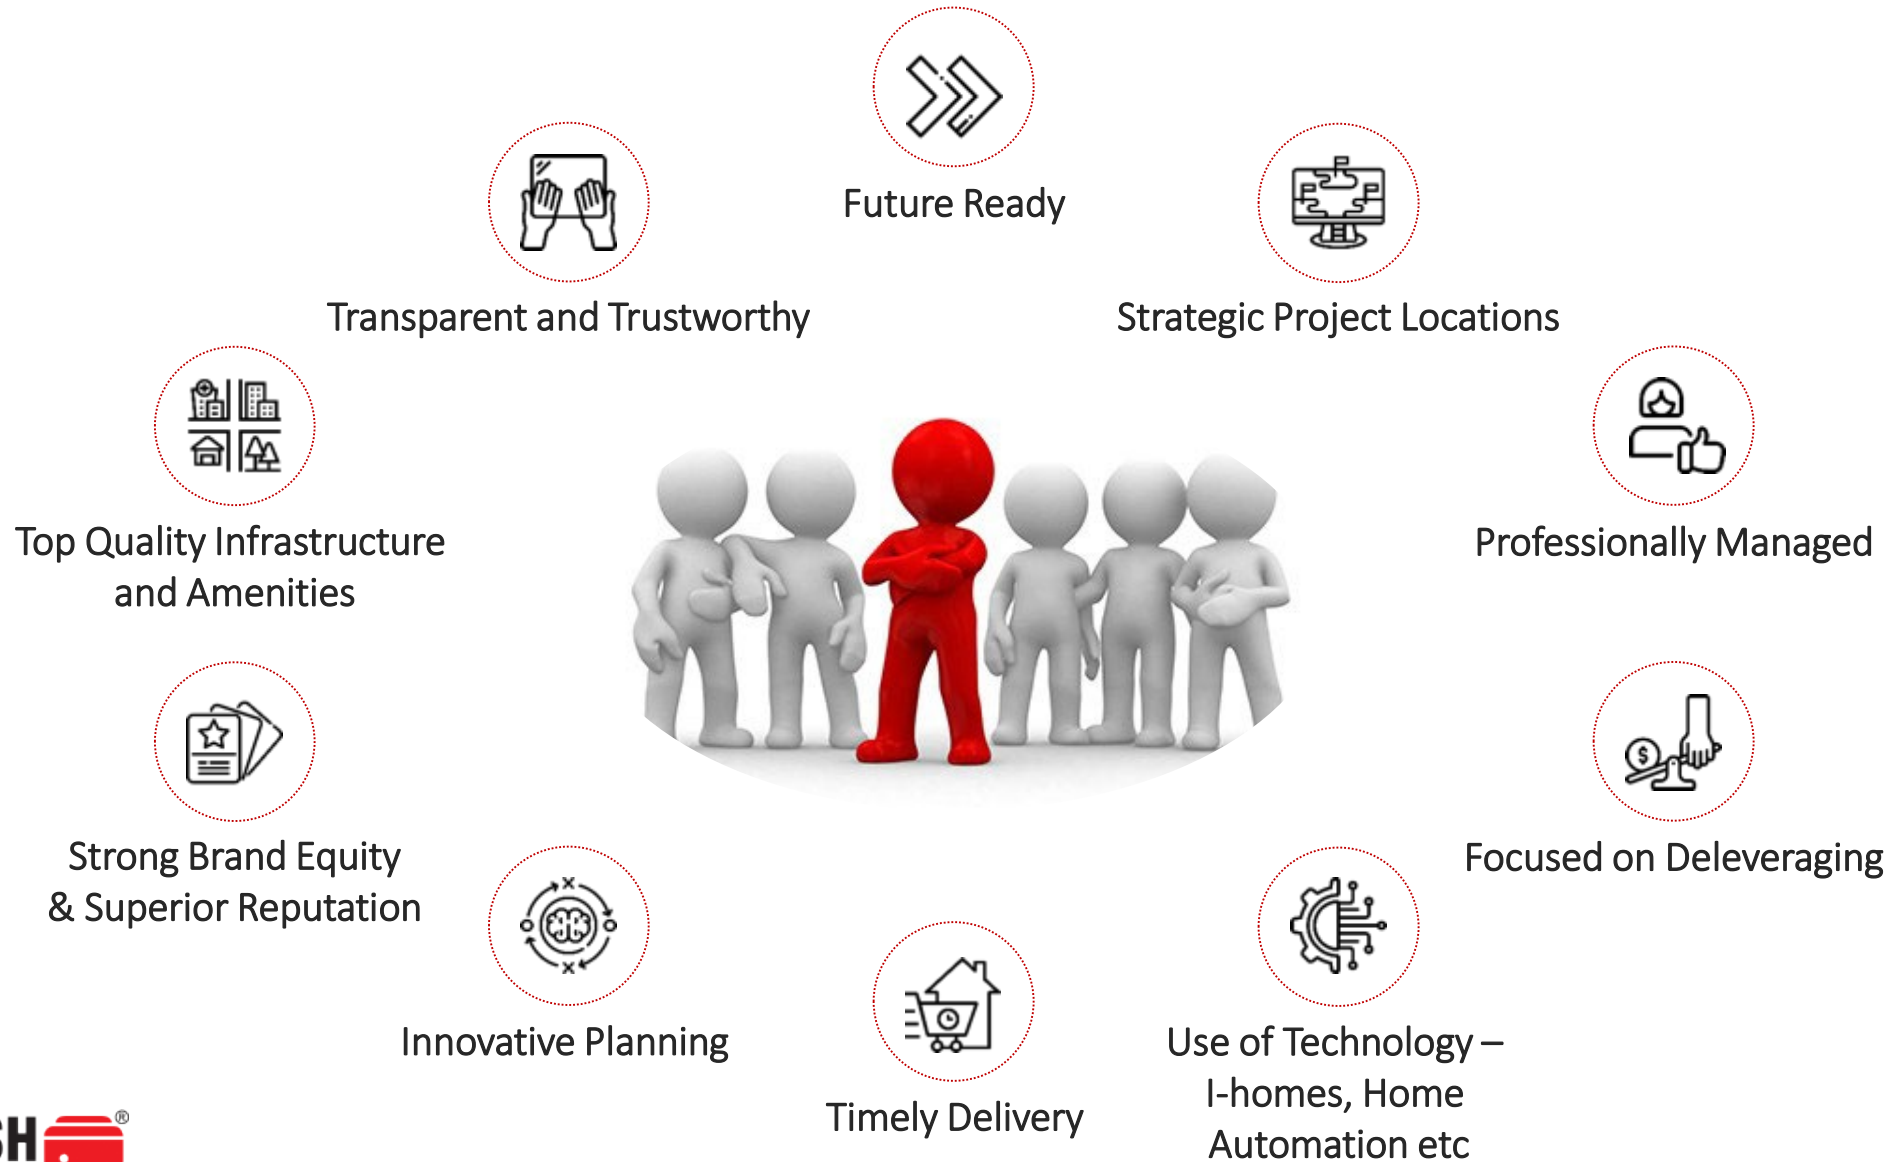 Future Ready
Transparent and Trustworthy
Strategic Project Locations
Top Quality Infrastructure
and Amenities
Professionally Managed
Strong Brand Equity
& Superior Reputation
Focused on Deleveraging
Innovative Planning
Timely Delivery
Use of Technology –
I-homes, Home
Automation etc
®